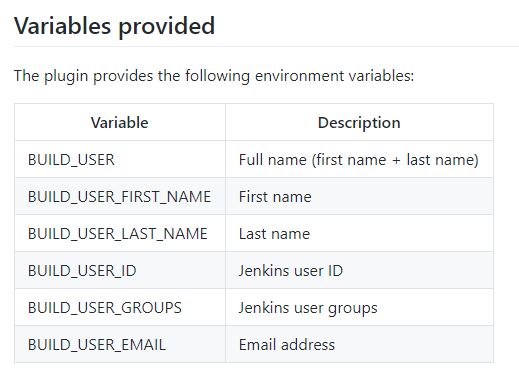 Variables provided
The plugin provides the following environment variables:
Variable Description
BUILD_USER Full name (first name + last name)
BUILD_USER_FIRST_NAME First name
BUILD_USER_LAST_NAME Last name
BUILD_USER_ID Jenkins user ID
BUILD_USER_GROUPS Jenkins user groups
BUILD_USER_EMAIL Email address